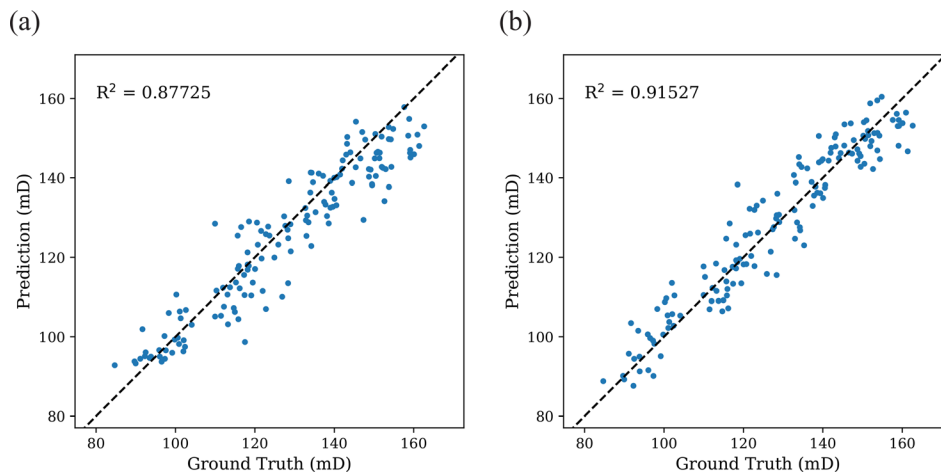 (a)
R² = 0.87725
160
140
120
100
80
Prediction (mD)
80 100 120 140 160
Ground Truth (mD)
(b)
R² = 0.91527
160
140
120
100
80
Prediction (mD)
80 100 120 140 160
Ground Truth (mD)